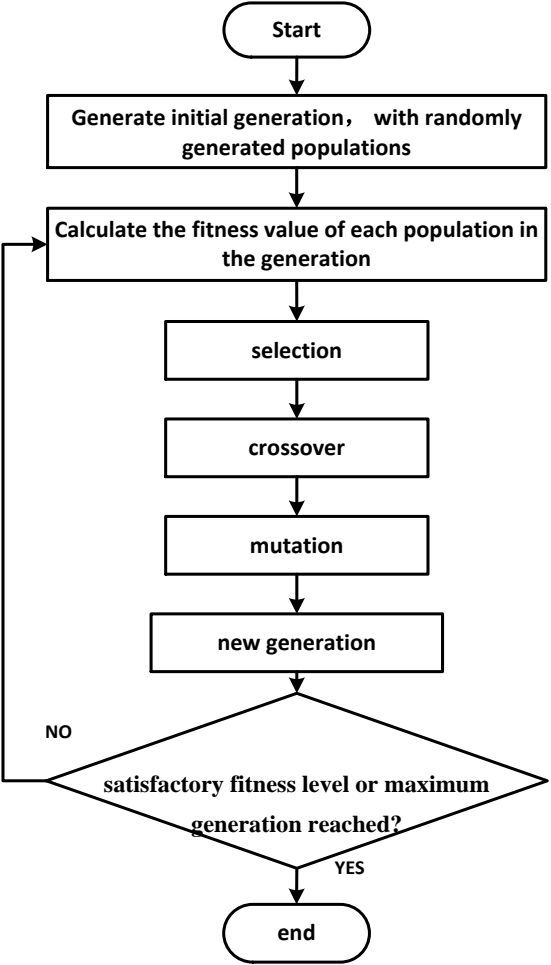 Start
Generate initial generation， with randomly
generated populations
Calculate the fitness value of each population in
the generation
selection
crossover
mutation
new generation
NO
satisfactory fitness level or maximum
generation reached?
YES
end